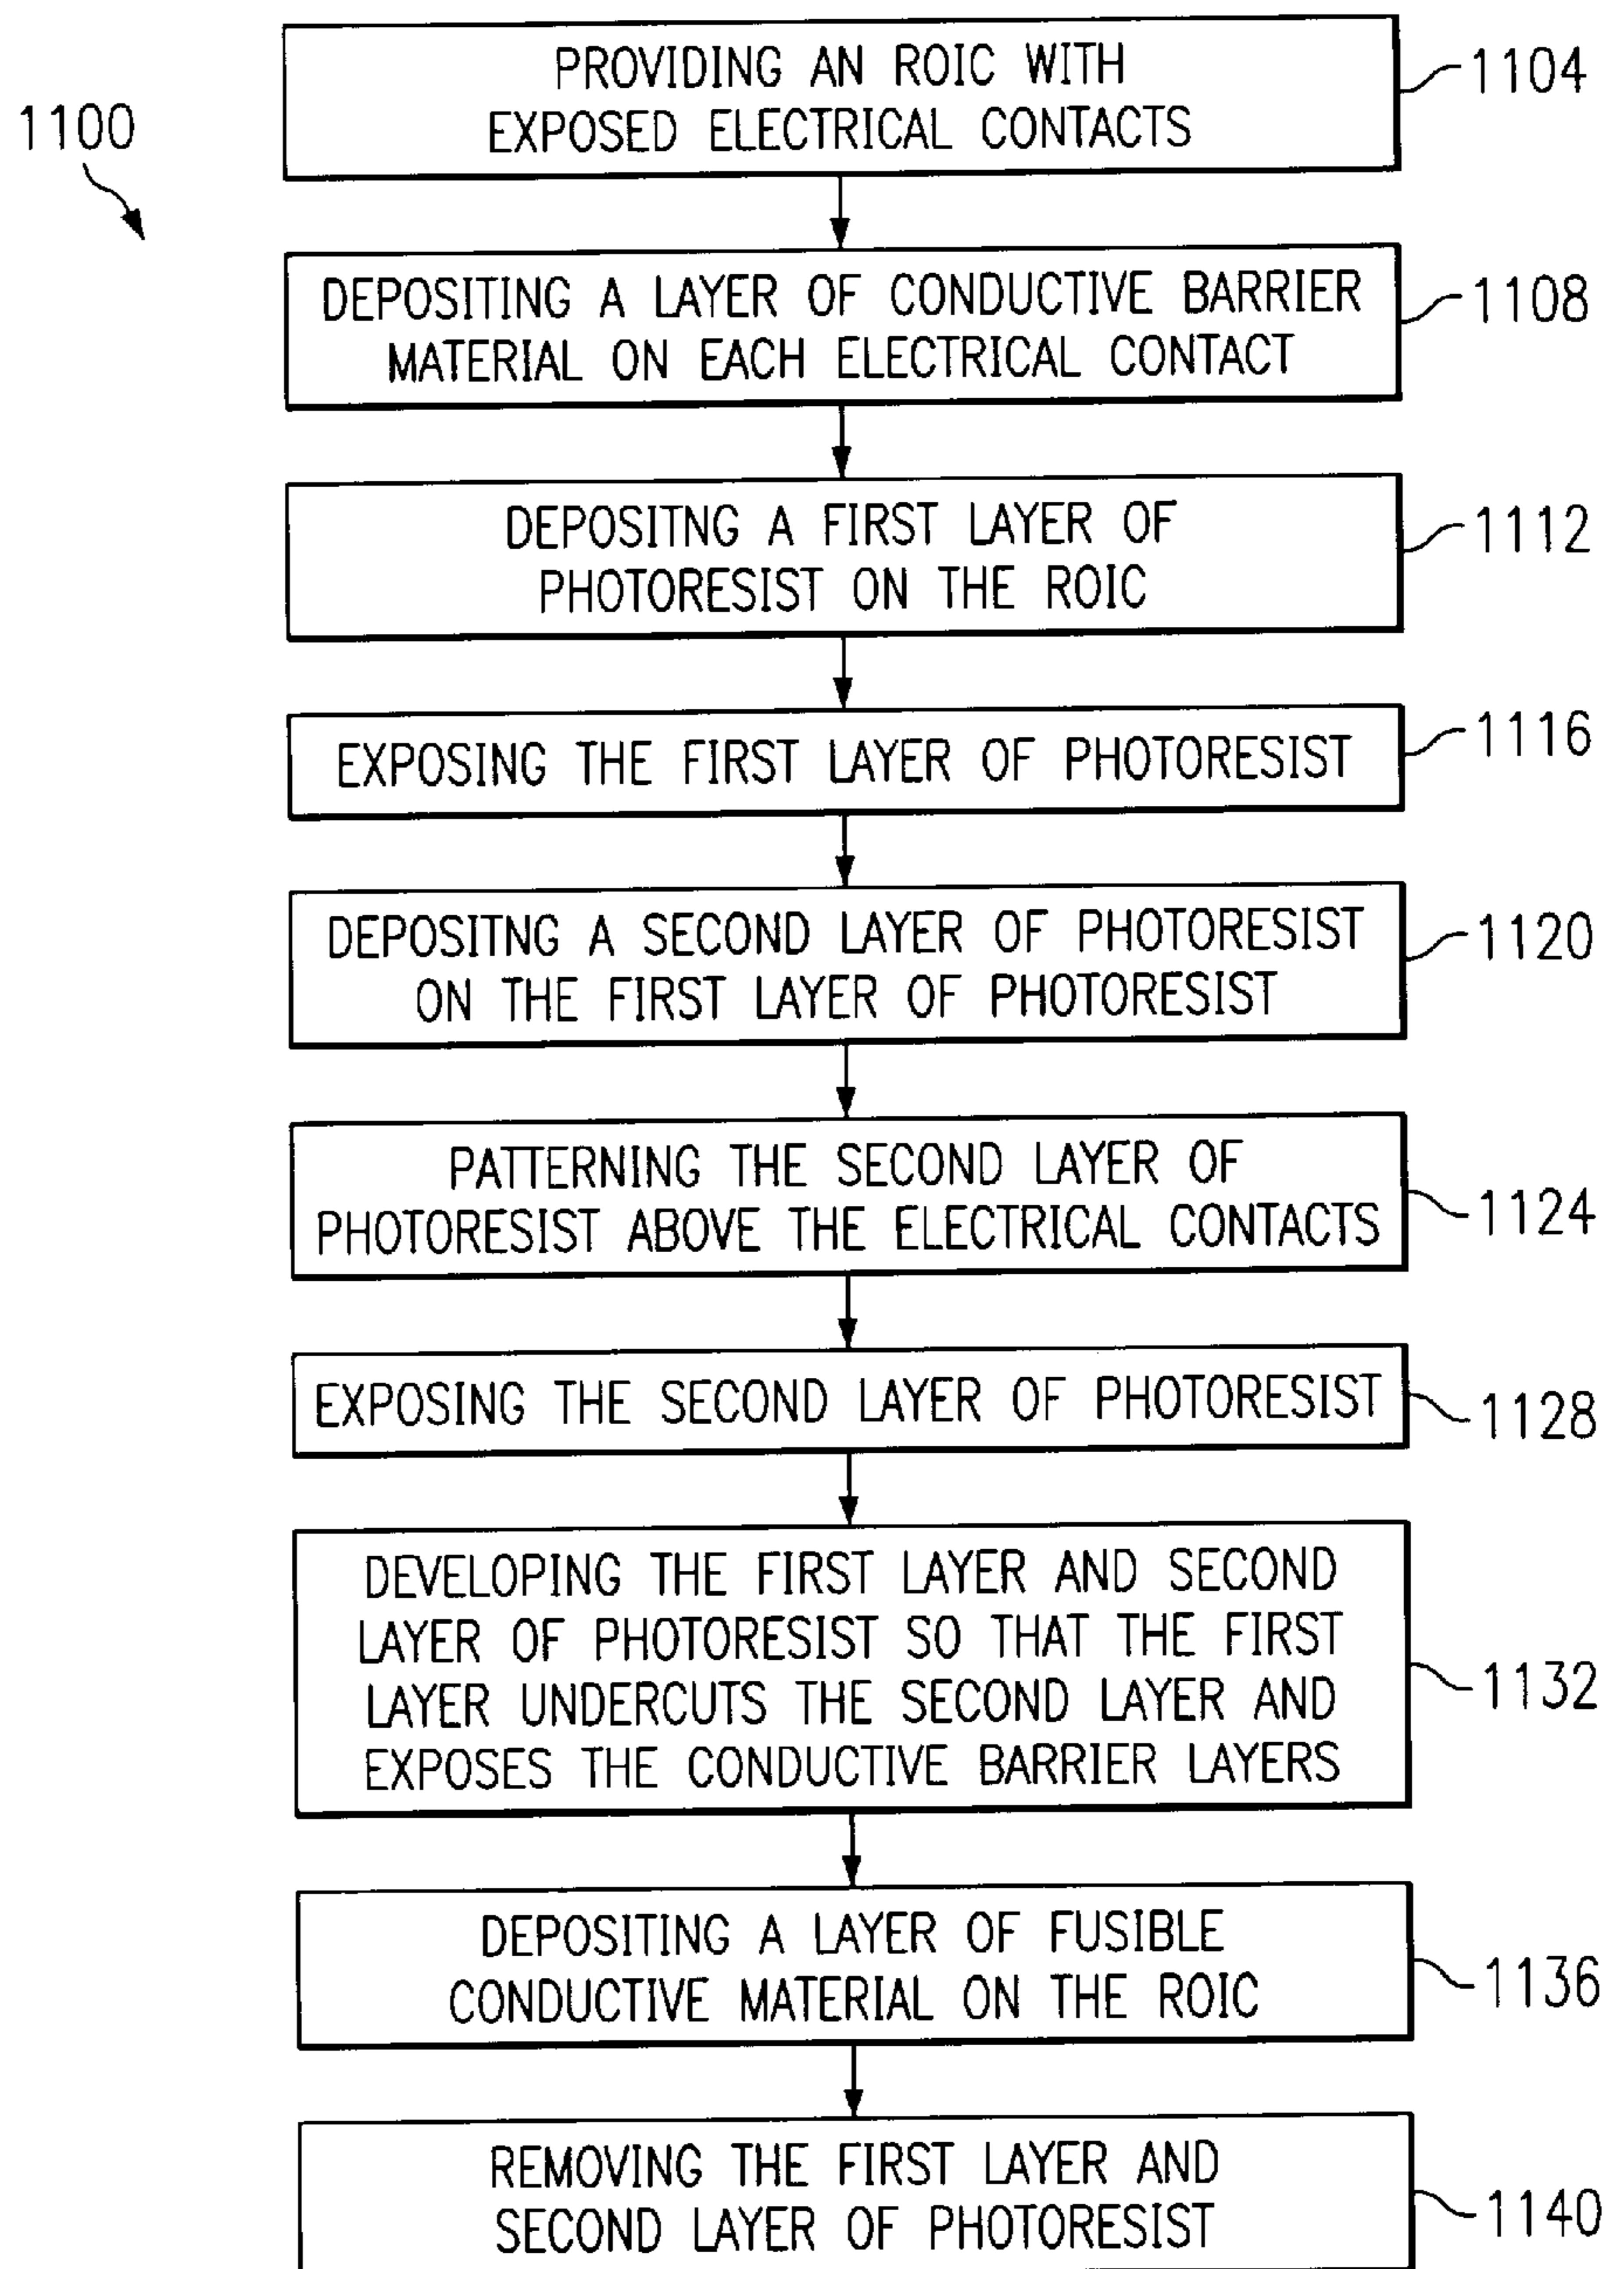 1100
PROVIDING AN ROIC WITH
EXPOSED ELECTRICAL CONTACTS
1104
DEPOSITING A LAYER OF CONDUCTIVE BARRIER
MATERIAL ON EACH ELECTRICAL CONTACT
1108
DEPOSITNG A FIRST LAYER OF
PHOTORESIST ON THE ROIC
1112
EXPOSING THE FIRST LAYER OF PHOTORESIST
1116
DEPOSITNG A SECOND LAYER OF PHOTORESIST
ON THE FIRST LAYER OF PHOTORESIST
1120
PATTERNING THE SECOND LAYER OF
PHOTORESIST ABOVE THE ELECTRICAL CONTACTS
1124
EXPOSING THE SECOND LAYER OF PHOTORESIST
1128
DEVELOPING THE FIRST LAYER AND SECOND
LAYER OF PHOTORESIST SO THAT THE FIRST
LAYER UNDERCUTS THE SECOND LAYER AND
EXPOSES THE CONDUCTIVE BARRIER LAYERS
1132
DEPOSITING A LAYER OF FUSIBLE
CONDUCTIVE MATERIAL ON THE ROIC
1136
REMOVING THE FIRST LAYER AND
SECOND LAYER OF PHOTORESIST
1140